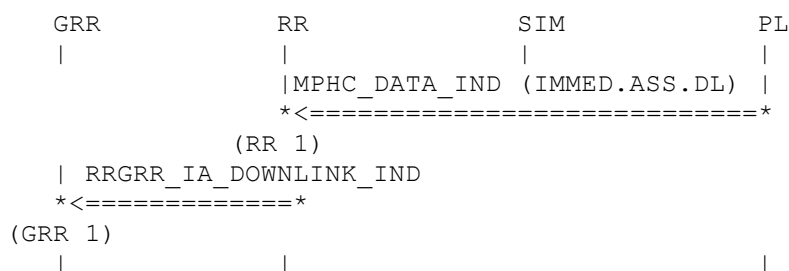 GRR RR SIM PL
| | | |
|MPHC_DATA_IND (IMMED.ASS.DL) |
*<============================*
(RR 1)
| RRGRR_IA_DOWNLINK_IND
*<=============*
(GRR 1)
| | |